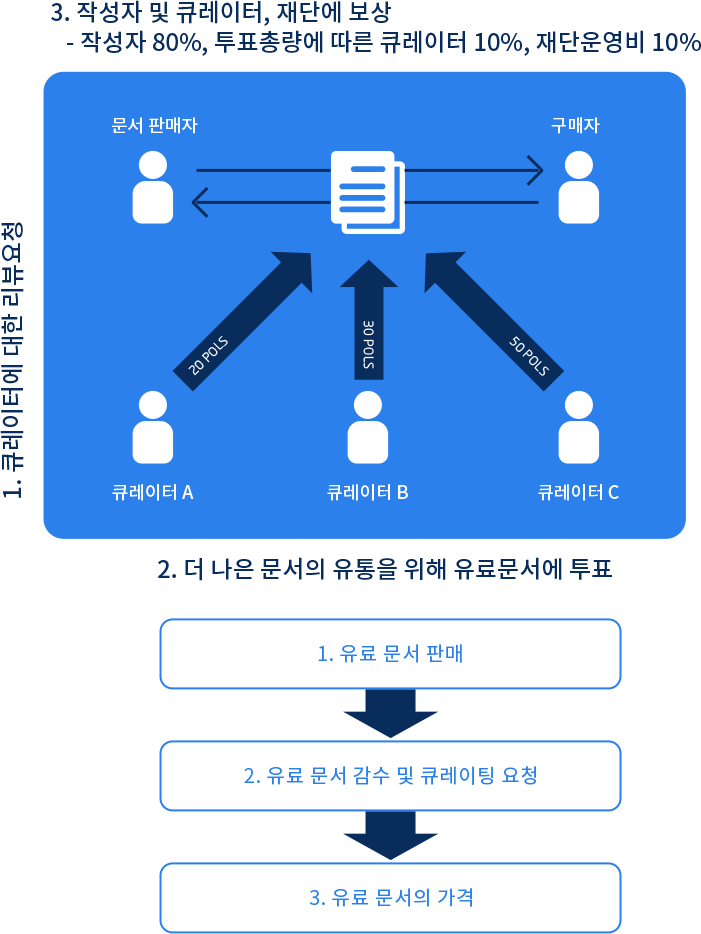 3. 작성자 및 큐레이터, 재단에 보상
- 작성자 80%, 투표총량에 따른 큐레이터 10%, 재단운영비 10%
문서 판매자
구매자
1. 큐레이터에 대한 리뷰요청
20 POLS
30 POLS
50 POLS
큐레이터 A
큐레이터 B
큐레이터 C
2. 더 나은 문서의 유통을 위해 유료문서에 투표
1. 유료 문서 판매
2. 유료 문서 감수 및 큐레이팅 요청
3. 유료 문서의 가격